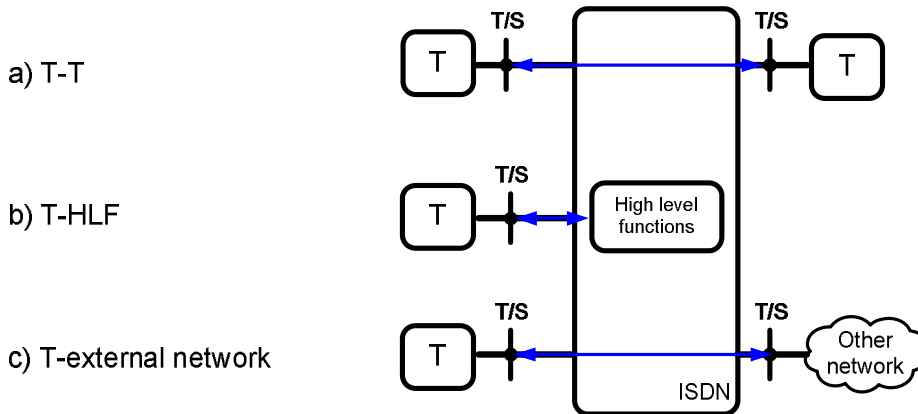 T/S T/S
a) T-T T T
T/S
b) T-HLF T High level
functions
T/S T/S
c) T-external network T Other
network
ISDN